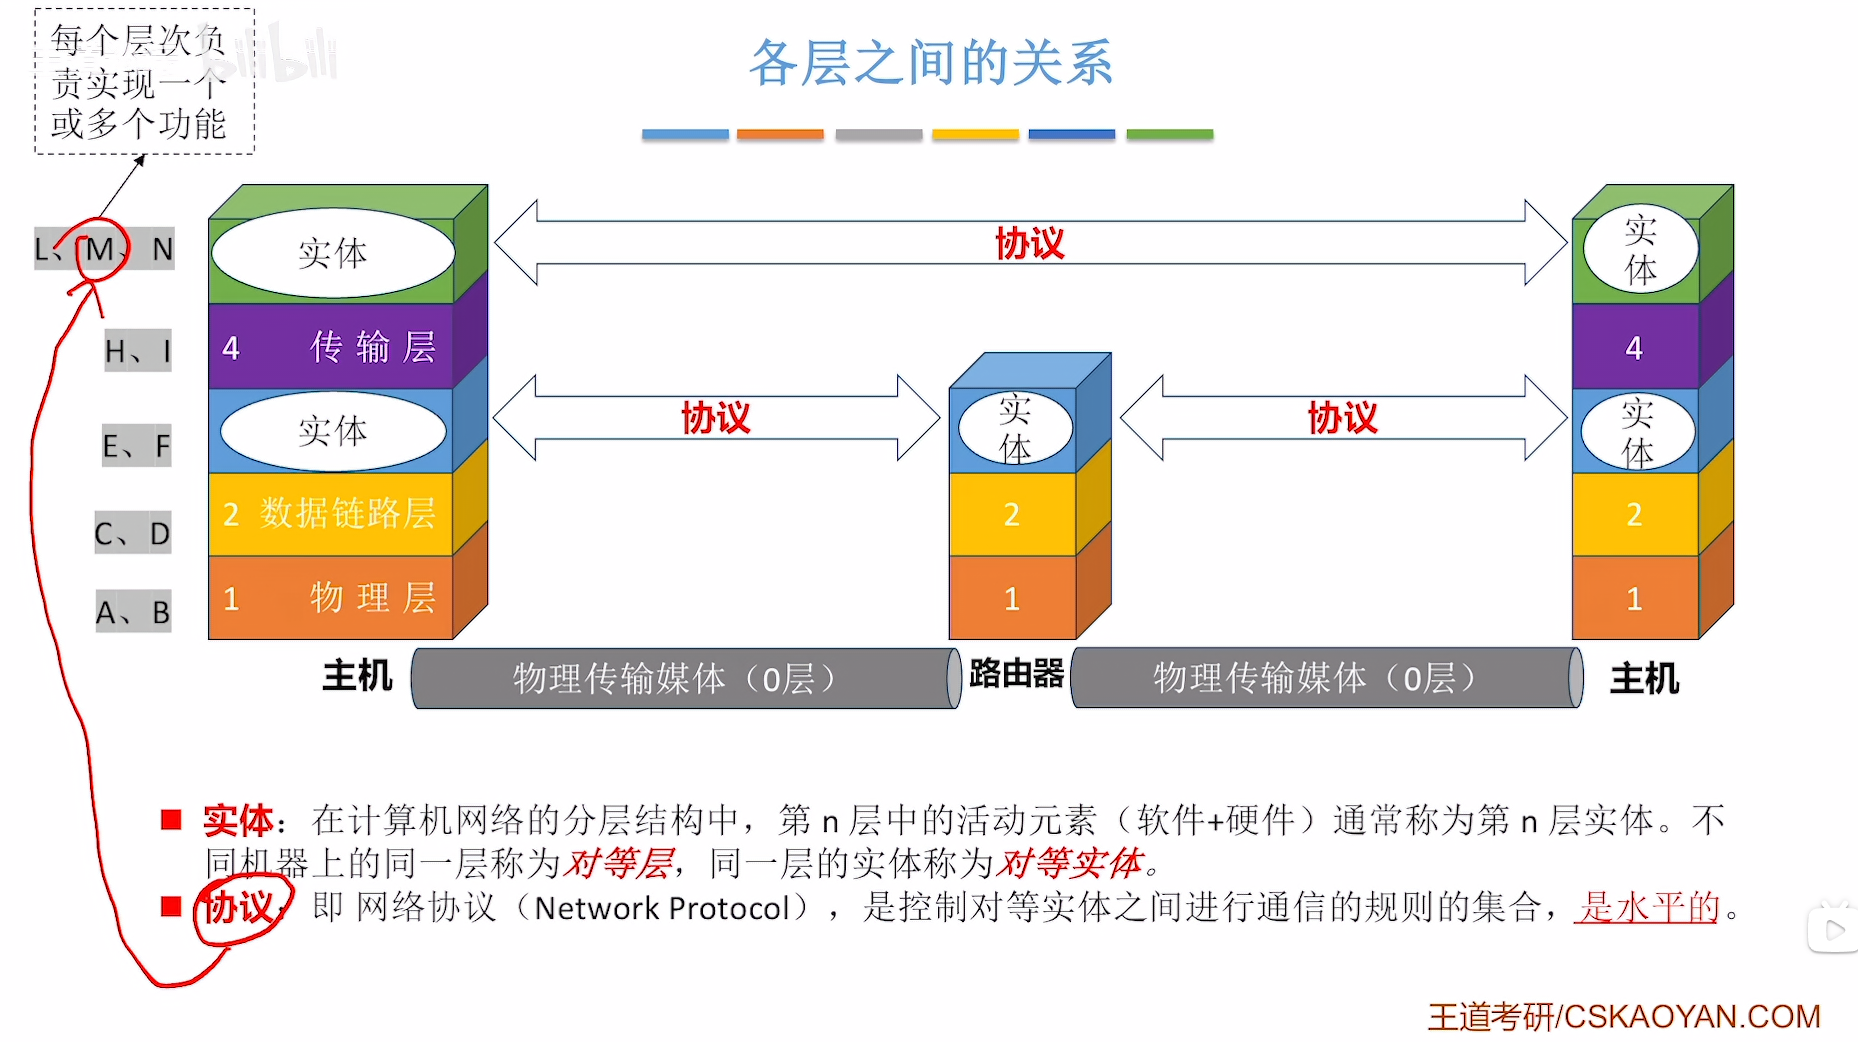 每个层次负
责实现一个
或多个功能
bilibili
各层之间的关系
L、M、N
实体
协议
实
体
H、I
4 传输层
4
E、F
实体
协议
实
体
协议
实
体
C、D
2 数据链路层
2
2
A、B
1 物理层
1
1
主机
物理传输媒体（0层）
路由器
物理传输媒体（0层）
主机
■ 实体：在计算机网络的分层结构中，第 n 层中的活动元素（软件+硬件）通常称为第 n 层实体。不
同机器上的同一层称为对等层，同一层的实体称为对等实体。
■ 协议：即 网络协议（Network Protocol），是控制对等实体之间进行通信的规则的集合，是水平的。
王道考研/CSKAOYAN.COM